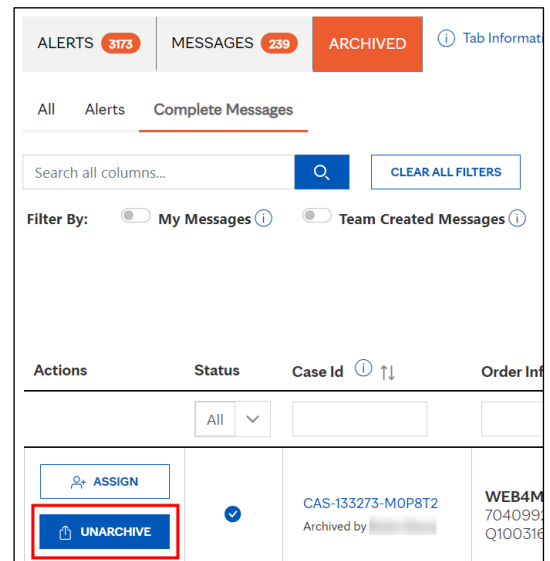 ALERTS 3173 MESSAGES 239 ARCHIVED Tab Informati
All Alerts Complete Messages
Search all columns... CLEAR ALL FILTERS
Filter By: My Messages Team Created Messages
Actions Status Case Id Order Inf
All
ASSIGN
UNARCHIVE
CAS-133273-M0P8T2
Archived by
WEB4M
704099
Q100316